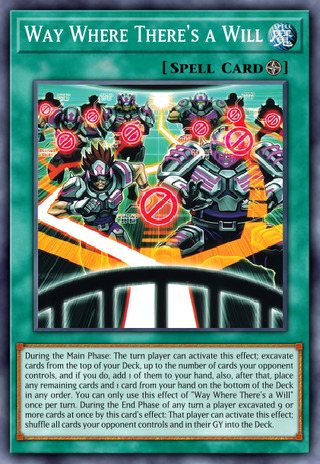 Way Where There's a Will
魔
[Spell Card]
During the Main Phase: The turn player can activate this effect; excavate
cards from the top of your Deck, up to the number of cards your opponent
controls, and if you do, add 1 of them to your hand, also, after that, place
any remaining cards and 1 card from your hand on the bottom of the Deck
in any order. You can only use this effect of "Way Where There's a Will"
once per turn. During the End Phase of any turn a player excavated 9 or
more cards at once by this card's effect: That player can activate this effect;
shuffle all cards your opponent controls and in their GY into the Deck.